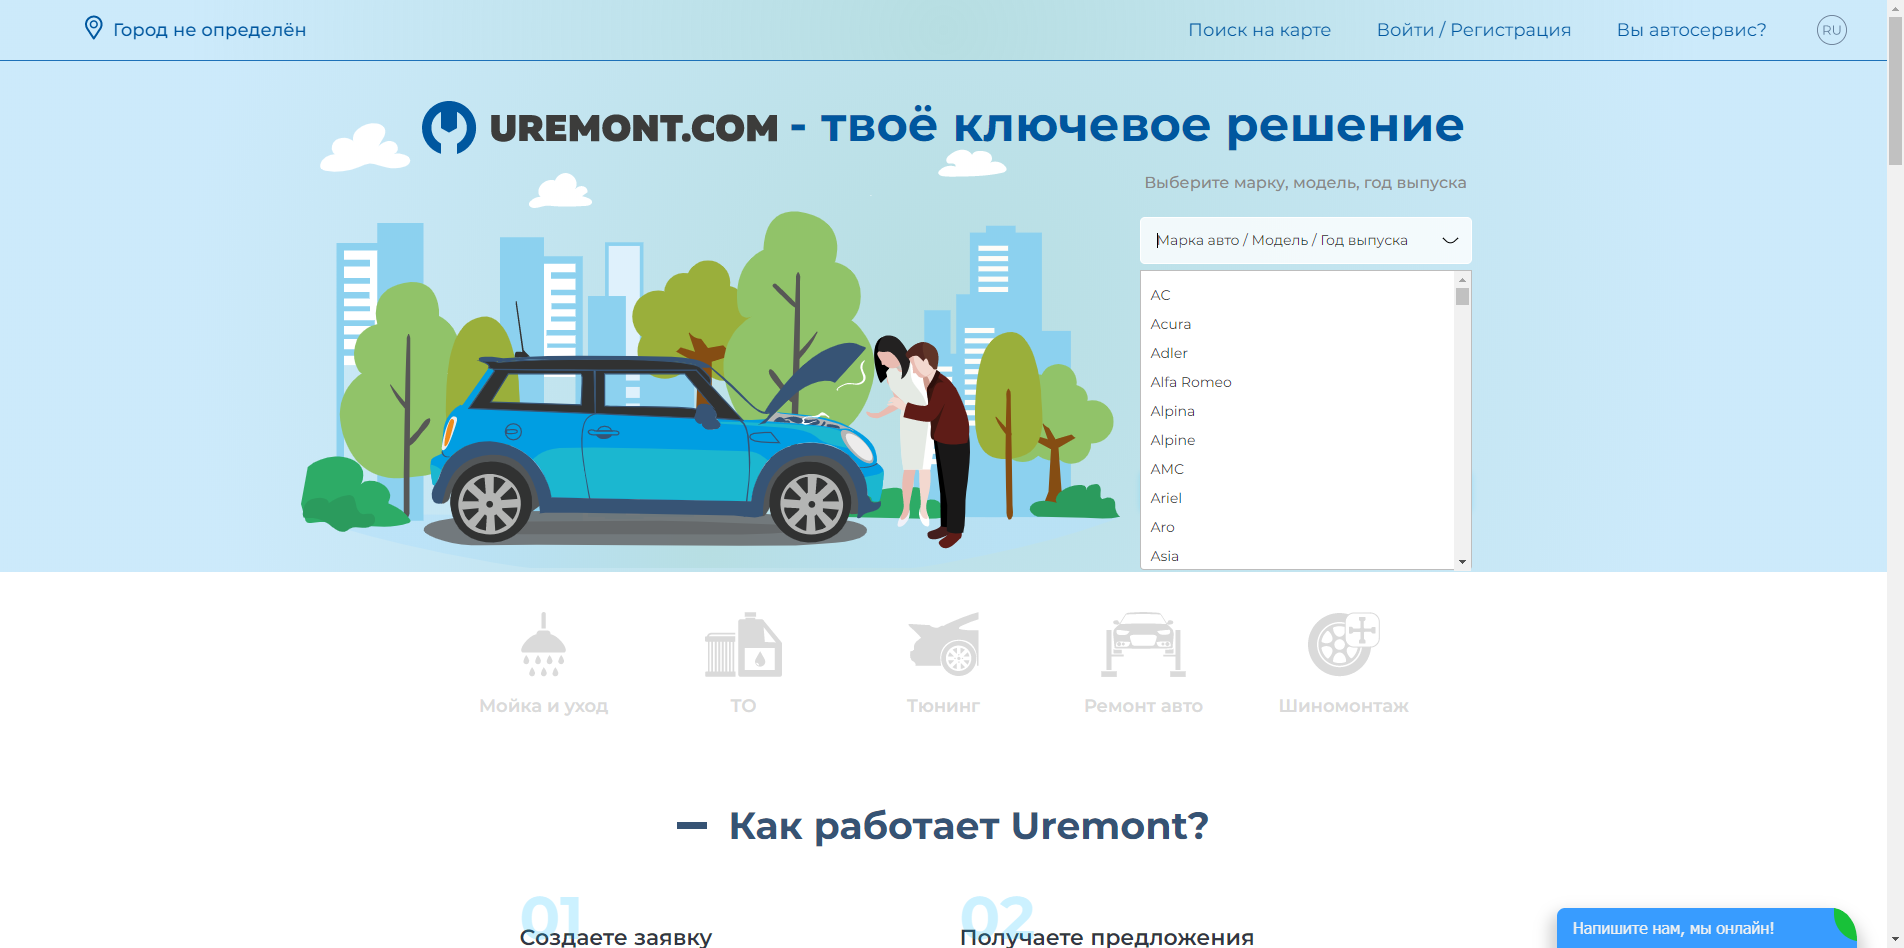 Город не определён
Поиск на карте
Войти / Регистрация
Вы автосервис?
RU
UREMONT.COM - твоё ключевое решение
Выберите марку, модель, год выпуска
Марка авто / Модель / Год выпуска
AC
Acura
Adler
Alfa Romeo
Alpina
Alpine
AMC
Ariel
Aro
Asia
Мойка и уход
ТО
Тюнинг
Ремонт авто
Шиномонтаж
Как работает Uremont?
01
Создаете заявку
02
Получаете предложения
Напишите нам, мы онлайн!